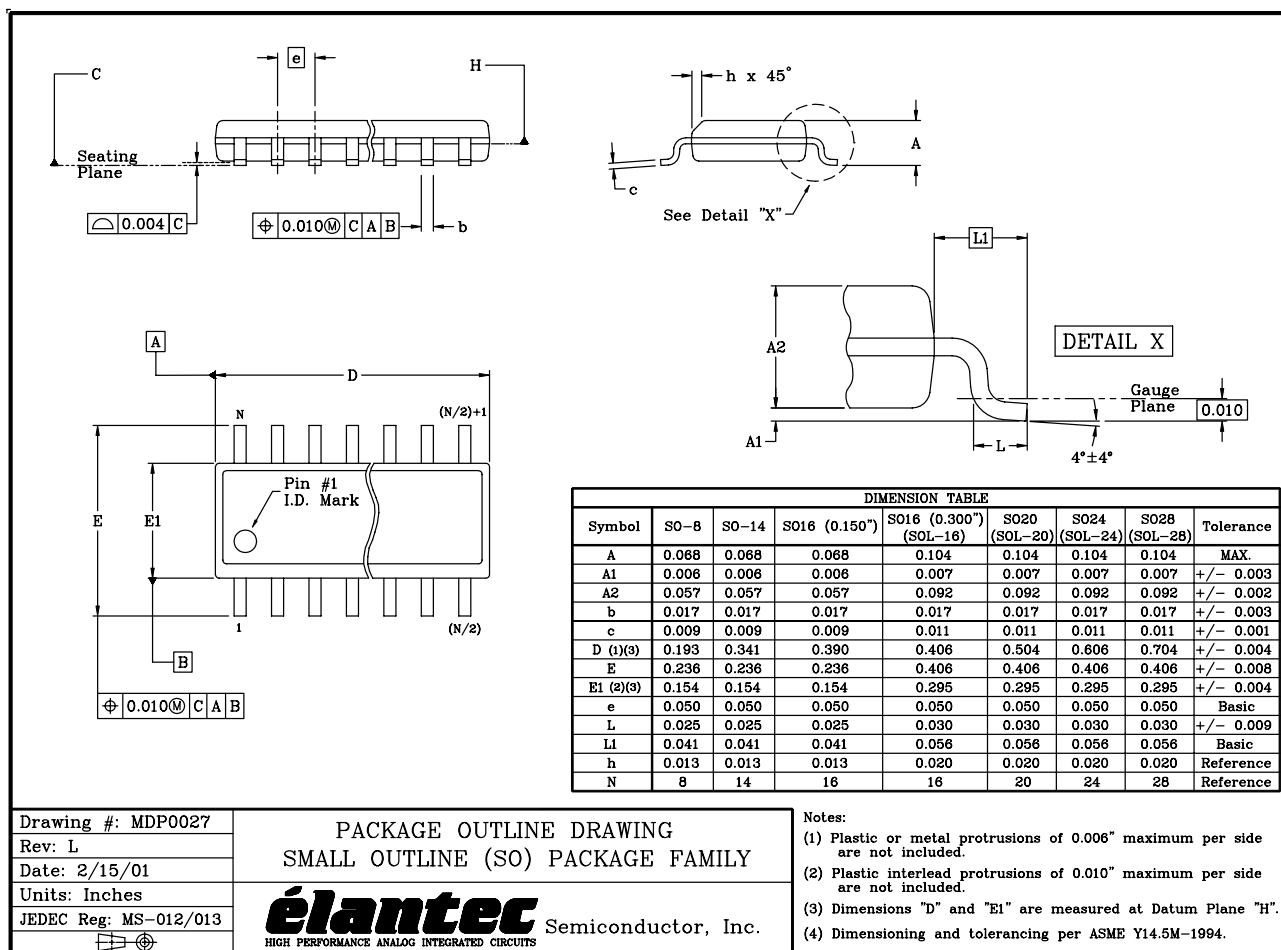 C
e
H
Seating
Plane
⌓ 0.004 C
⌖ 0.010Ⓜ C A B
b
h x 45°
A
c
See Detail "X"
L1
A2
DETAIL X
Gauge
Plane
0.010
A1
L
4°±4°
A
D
N
(N/2)+1
Pin #1
I.D. Mark
E
E1
1
(N/2)
B
⌖ 0.010Ⓜ C A B
DIMENSION TABLE
Symbol SO-8 SO-14 SO16 (0.150") SO16 (0.300") (SOL-16) SO20 (SOL-20) SO24 (SOL-24) SO28 (SOL-28) Tolerance
A 0.068 0.068 0.068 0.104 0.104 0.104 0.104 MAX.
A1 0.006 0.006 0.006 0.007 0.007 0.007 0.007 +/- 0.003
A2 0.057 0.057 0.057 0.092 0.092 0.092 0.092 +/- 0.002
b 0.017 0.017 0.017 0.017 0.017 0.017 0.017 +/- 0.003
c 0.009 0.009 0.009 0.011 0.011 0.011 0.011 +/- 0.001
D (1)(3) 0.193 0.341 0.390 0.406 0.504 0.606 0.704 +/- 0.004
E 0.236 0.236 0.236 0.406 0.406 0.406 0.406 +/- 0.008
E1 (2)(3) 0.154 0.154 0.154 0.295 0.295 0.295 0.295 +/- 0.004
e 0.050 0.050 0.050 0.050 0.050 0.050 0.050 Basic
L 0.025 0.025 0.025 0.030 0.030 0.030 0.030 +/- 0.009
L1 0.041 0.041 0.041 0.056 0.056 0.056 0.056 Basic
h 0.013 0.013 0.013 0.020 0.020 0.020 0.020 Reference
N 8 14 16 16 20 24 28 Reference
Drawing #: MDP0027
Rev: L
Date: 2/15/01
Units: Inches
JEDEC Reg: MS-012/013
PACKAGE OUTLINE DRAWING
SMALL OUTLINE (SO) PACKAGE FAMILY
élantec Semiconductor, Inc.
HIGH PERFORMANCE ANALOG INTEGRATED CIRCUITS
Notes:
(1) Plastic or metal protrusions of 0.006" maximum per side
are not included.
(2) Plastic interlead protrusions of 0.010" maximum per side
are not included.
(3) Dimensions "D" and "E1" are measured at Datum Plane "H".
(4) Dimensioning and tolerancing per ASME Y14.5M-1994.